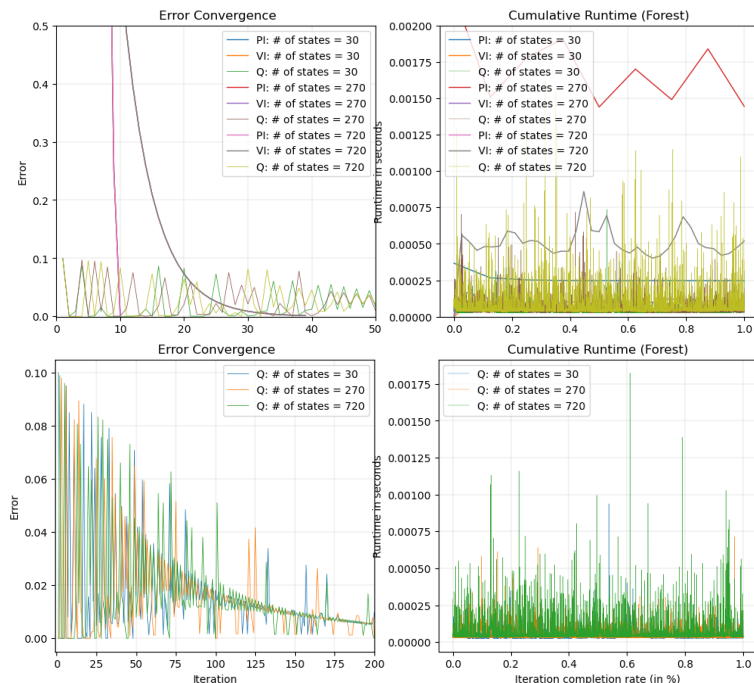 Error Convergence
0.5
0.4
0.3
0.2
0.1
0.0
Error
PI: # of states = 30
VI: # of states = 30
Q: # of states = 30
PI: # of states = 270
VI: # of states = 270
Q: # of states = 270
PI: # of states = 720
VI: # of states = 720
Q: # of states = 720
1
10
20
30
40
50
Cumulative Runtime (Forest)
0.00200
0.00175
0.00150
0.00125
0.00100
0.00075
0.00050
0.00025
0.00000
Runtime in seconds
PI: # of states = 30
VI: # of states = 30
Q: # of states = 30
PI: # of states = 270
VI: # of states = 270
Q: # of states = 270
PI: # of states = 720
VI: # of states = 720
Q: # of states = 720
0.0
0.2
0.4
0.6
0.8
1.0
Error Convergence
0.10
0.08
0.06
0.04
0.02
0.00
Error
Q: # of states = 30
Q: # of states = 270
Q: # of states = 720
0
25
50
75
100
125
150
175
200
Iteration
Cumulative Runtime (Forest)
0.00175
0.00150
0.00125
0.00100
0.00075
0.00050
0.00025
0.00000
Runtime in seconds
Q: # of states = 30
Q: # of states = 270
Q: # of states = 720
0.0
0.2
0.4
0.6
0.8
1.0
Iteration completion rate (in %)